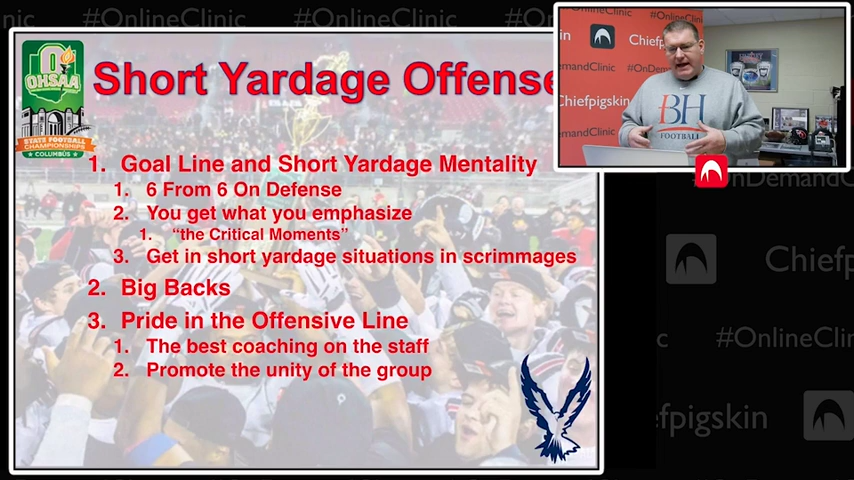 #OnlineClinic
#OnlineClinic
#OnlineClinic
OHSAA
STATE FOOTBALL
CHAMPIONSHIPS
COLUMBUS
Short Yardage Offense
1. Goal Line and Short Yardage Mentality
1. 6 From 6 On Defense
2. You get what you emphasize
1. “the Critical Moments”
3. Get in short yardage situations in scrimmages
2. Big Backs
3. Pride in the Offensive Line
1. The best coaching on the staff
2. Promote the unity of the group
#OnlineClinic
Chiefpigskin
#OnDemandClinic
Chiefpigskin
BH
FOOTBALL
OnDemandC
Chiefp
#OnlineClin
efpigskin